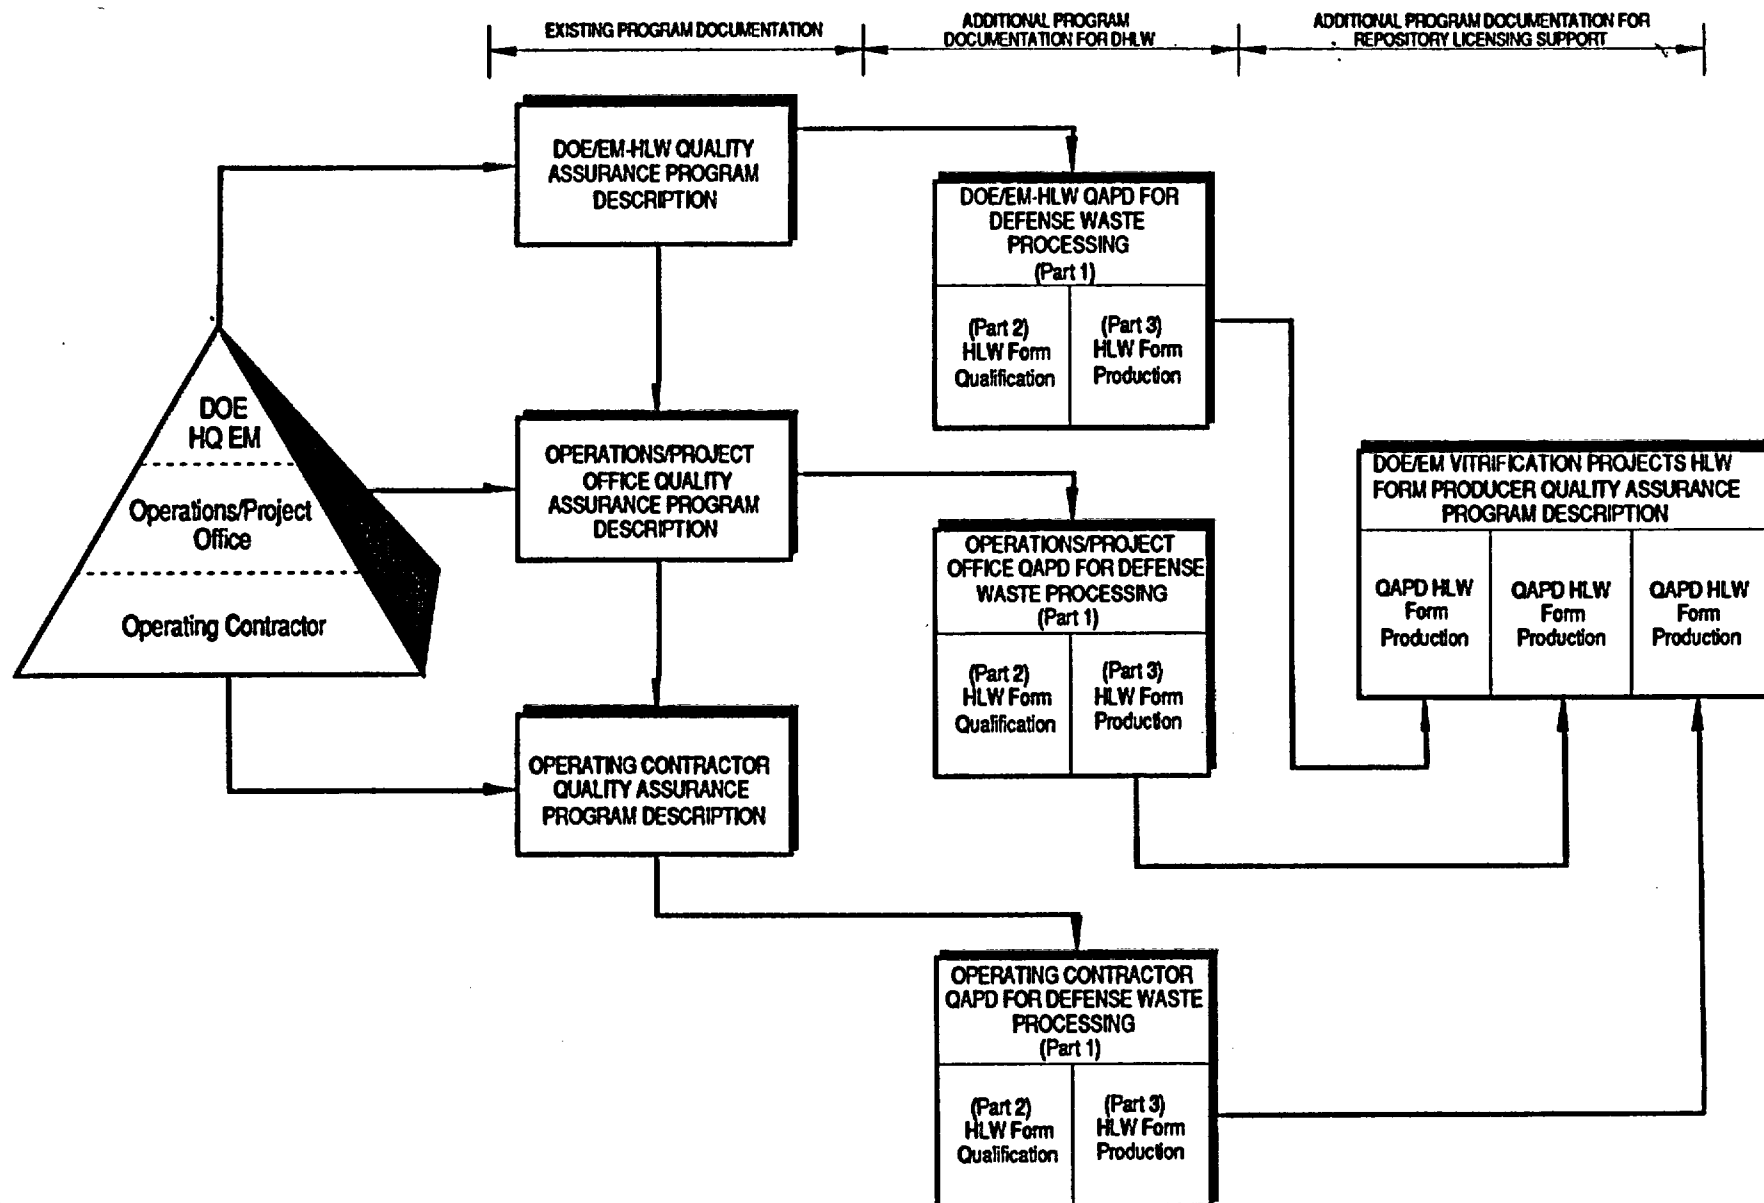 EXISTING PROGRAM DOCUMENTATION
ADDITIONAL PROGRAM
DOCUMENTATION FOR DHLW
ADDITIONAL PROGRAM DOCUMENTATION FOR
REPOSITORY LICENSING SUPPORT
DOE/EM-HLW QUALITY
ASSURANCE PROGRAM
DESCRIPTION
DOE/EM-HLW QAPD FOR
DEFENSE WASTE
PROCESSING
(Part 1)
(Part 2)
HLW Form
Qualification
(Part 3)
HLW Form
Production
DOE
HQ EM
Operations/Project
Office
Operating Contractor
OPERATIONS/PROJECT
OFFICE QUALITY
ASSURANCE PROGRAM
DESCRIPTION
OPERATIONS/PROJECT
OFFICE QAPD FOR DEFENSE
WASTE PROCESSING
(Part 1)
(Part 2)
HLW Form
Qualification
(Part 3)
HLW Form
Production
DOE/EM VITRIFICATION PROJECTS HLW
FORM PRODUCER QUALITY ASSURANCE
PROGRAM DESCRIPTION
QAPD HLW
Form
Production
QAPD HLW
Form
Production
QAPD HLW
Form
Production
OPERATING CONTRACTOR
QUALITY ASSURANCE
PROGRAM DESCRIPTION
OPERATING CONTRACTOR
QAPD FOR DEFENSE WASTE
PROCESSING
(Part 1)
(Part 2)
HLW Form
Qualification
(Part 3)
HLW Form
Production